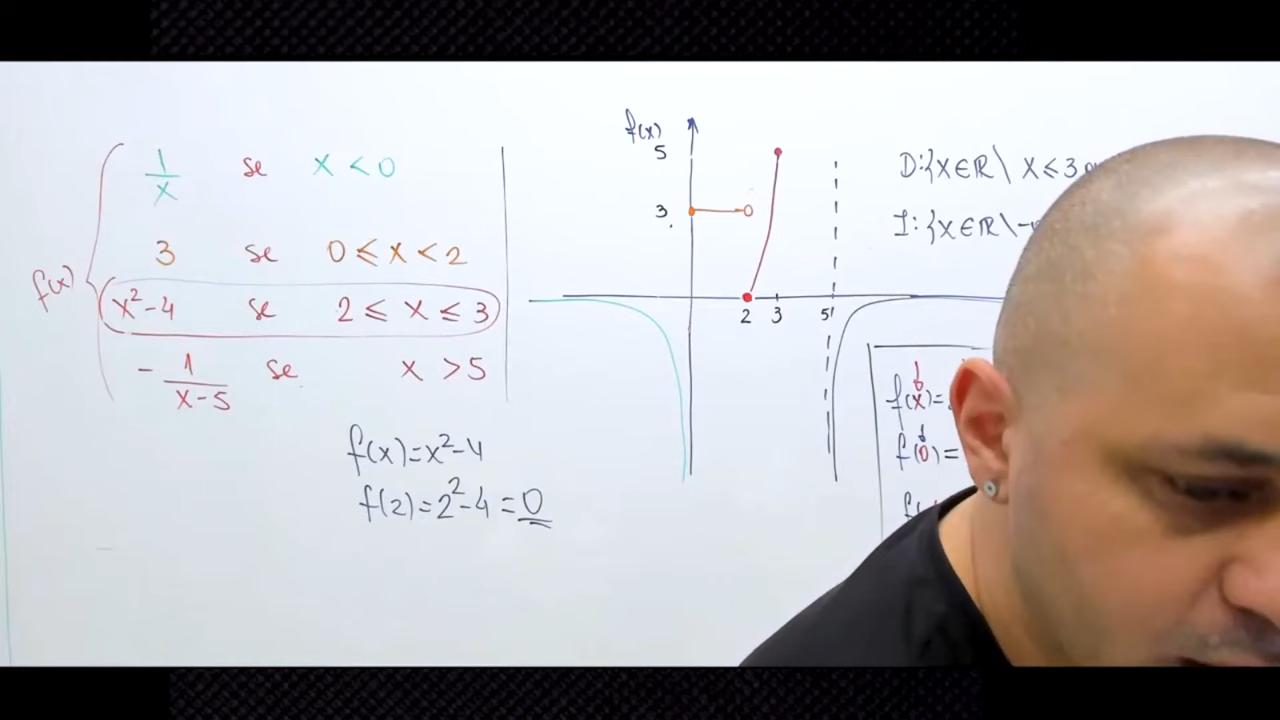 f(x) { 1/x se x < 0
3 se 0 ≤ x < 2
x²-4 se 2 ≤ x ≤ 3
- 1/(x-5) se x > 5
f(x)=x²-4
f(2)=2²-4=0
f(x)
5
3
2 3 5
D:{x∈ℝ \ x ≤ 3
I:{x∈ℝ \ -
f(x)=
f(0)=